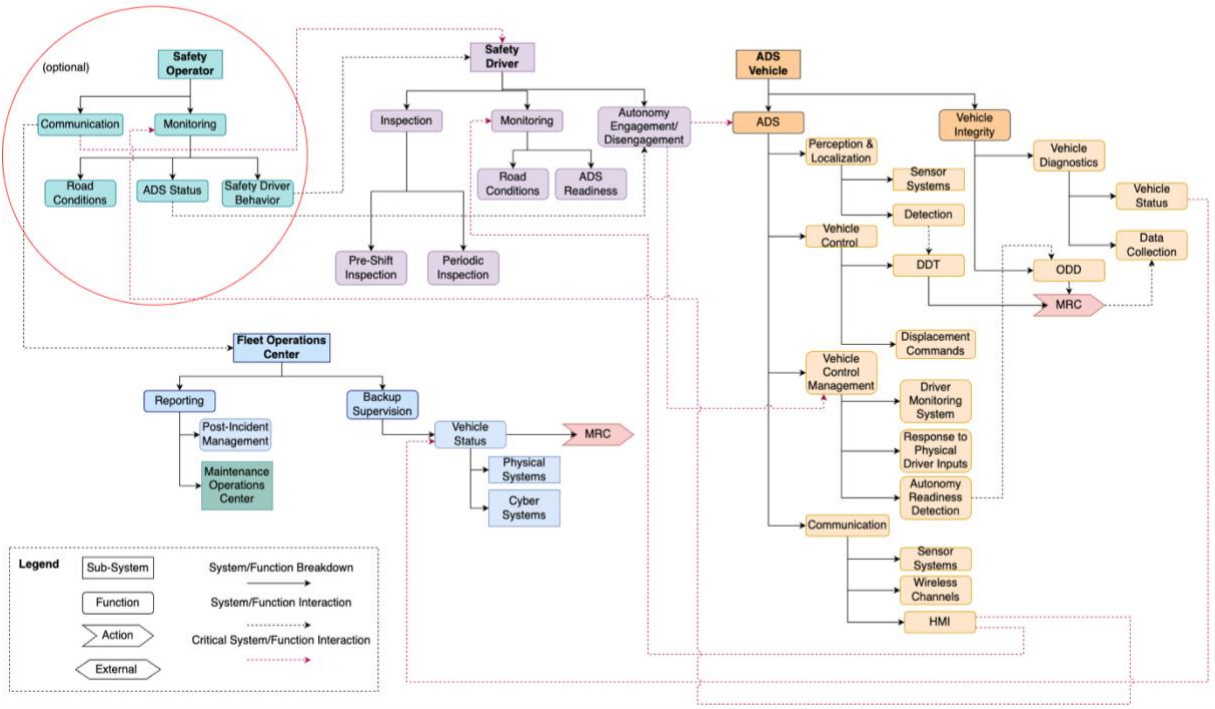 (optional)
Safety
Operator
Communication
Monitoring
Road
Conditions
ADS Status
Safety Driver
Behavior
Safety
Driver
Inspection
Monitoring
Autonomy
Engagement/
Disengagement
Road
Conditions
ADS
Readiness
Pre-Shift
Inspection
Periodic
Inspection
ADS
Vehicle
ADS
Vehicle
Integrity
Perception &
Localization
Sensor
Systems
Detection
Vehicle
Control
DDT
Displacement
Commands
Vehicle
Control
Management
Driver
Monitoring
System
Response to
Physical
Driver Inputs
Autonomy
Readiness
Detection
Communication
Sensor
Systems
Wireless
Channels
HMI
Vehicle
Diagnostics
Vehicle
Status
Data
Collection
ODD
MRC
Fleet Operations
Center
Reporting
Backup
Supervision
Post-Incident
Management
Maintenance
Operations
Center
Vehicle
Status
MRC
Physical
Systems
Cyber
Systems
Legend
Sub-System
Function
Action
External
System/Function Breakdown
System/Function Interaction
Critical System/Function Interaction